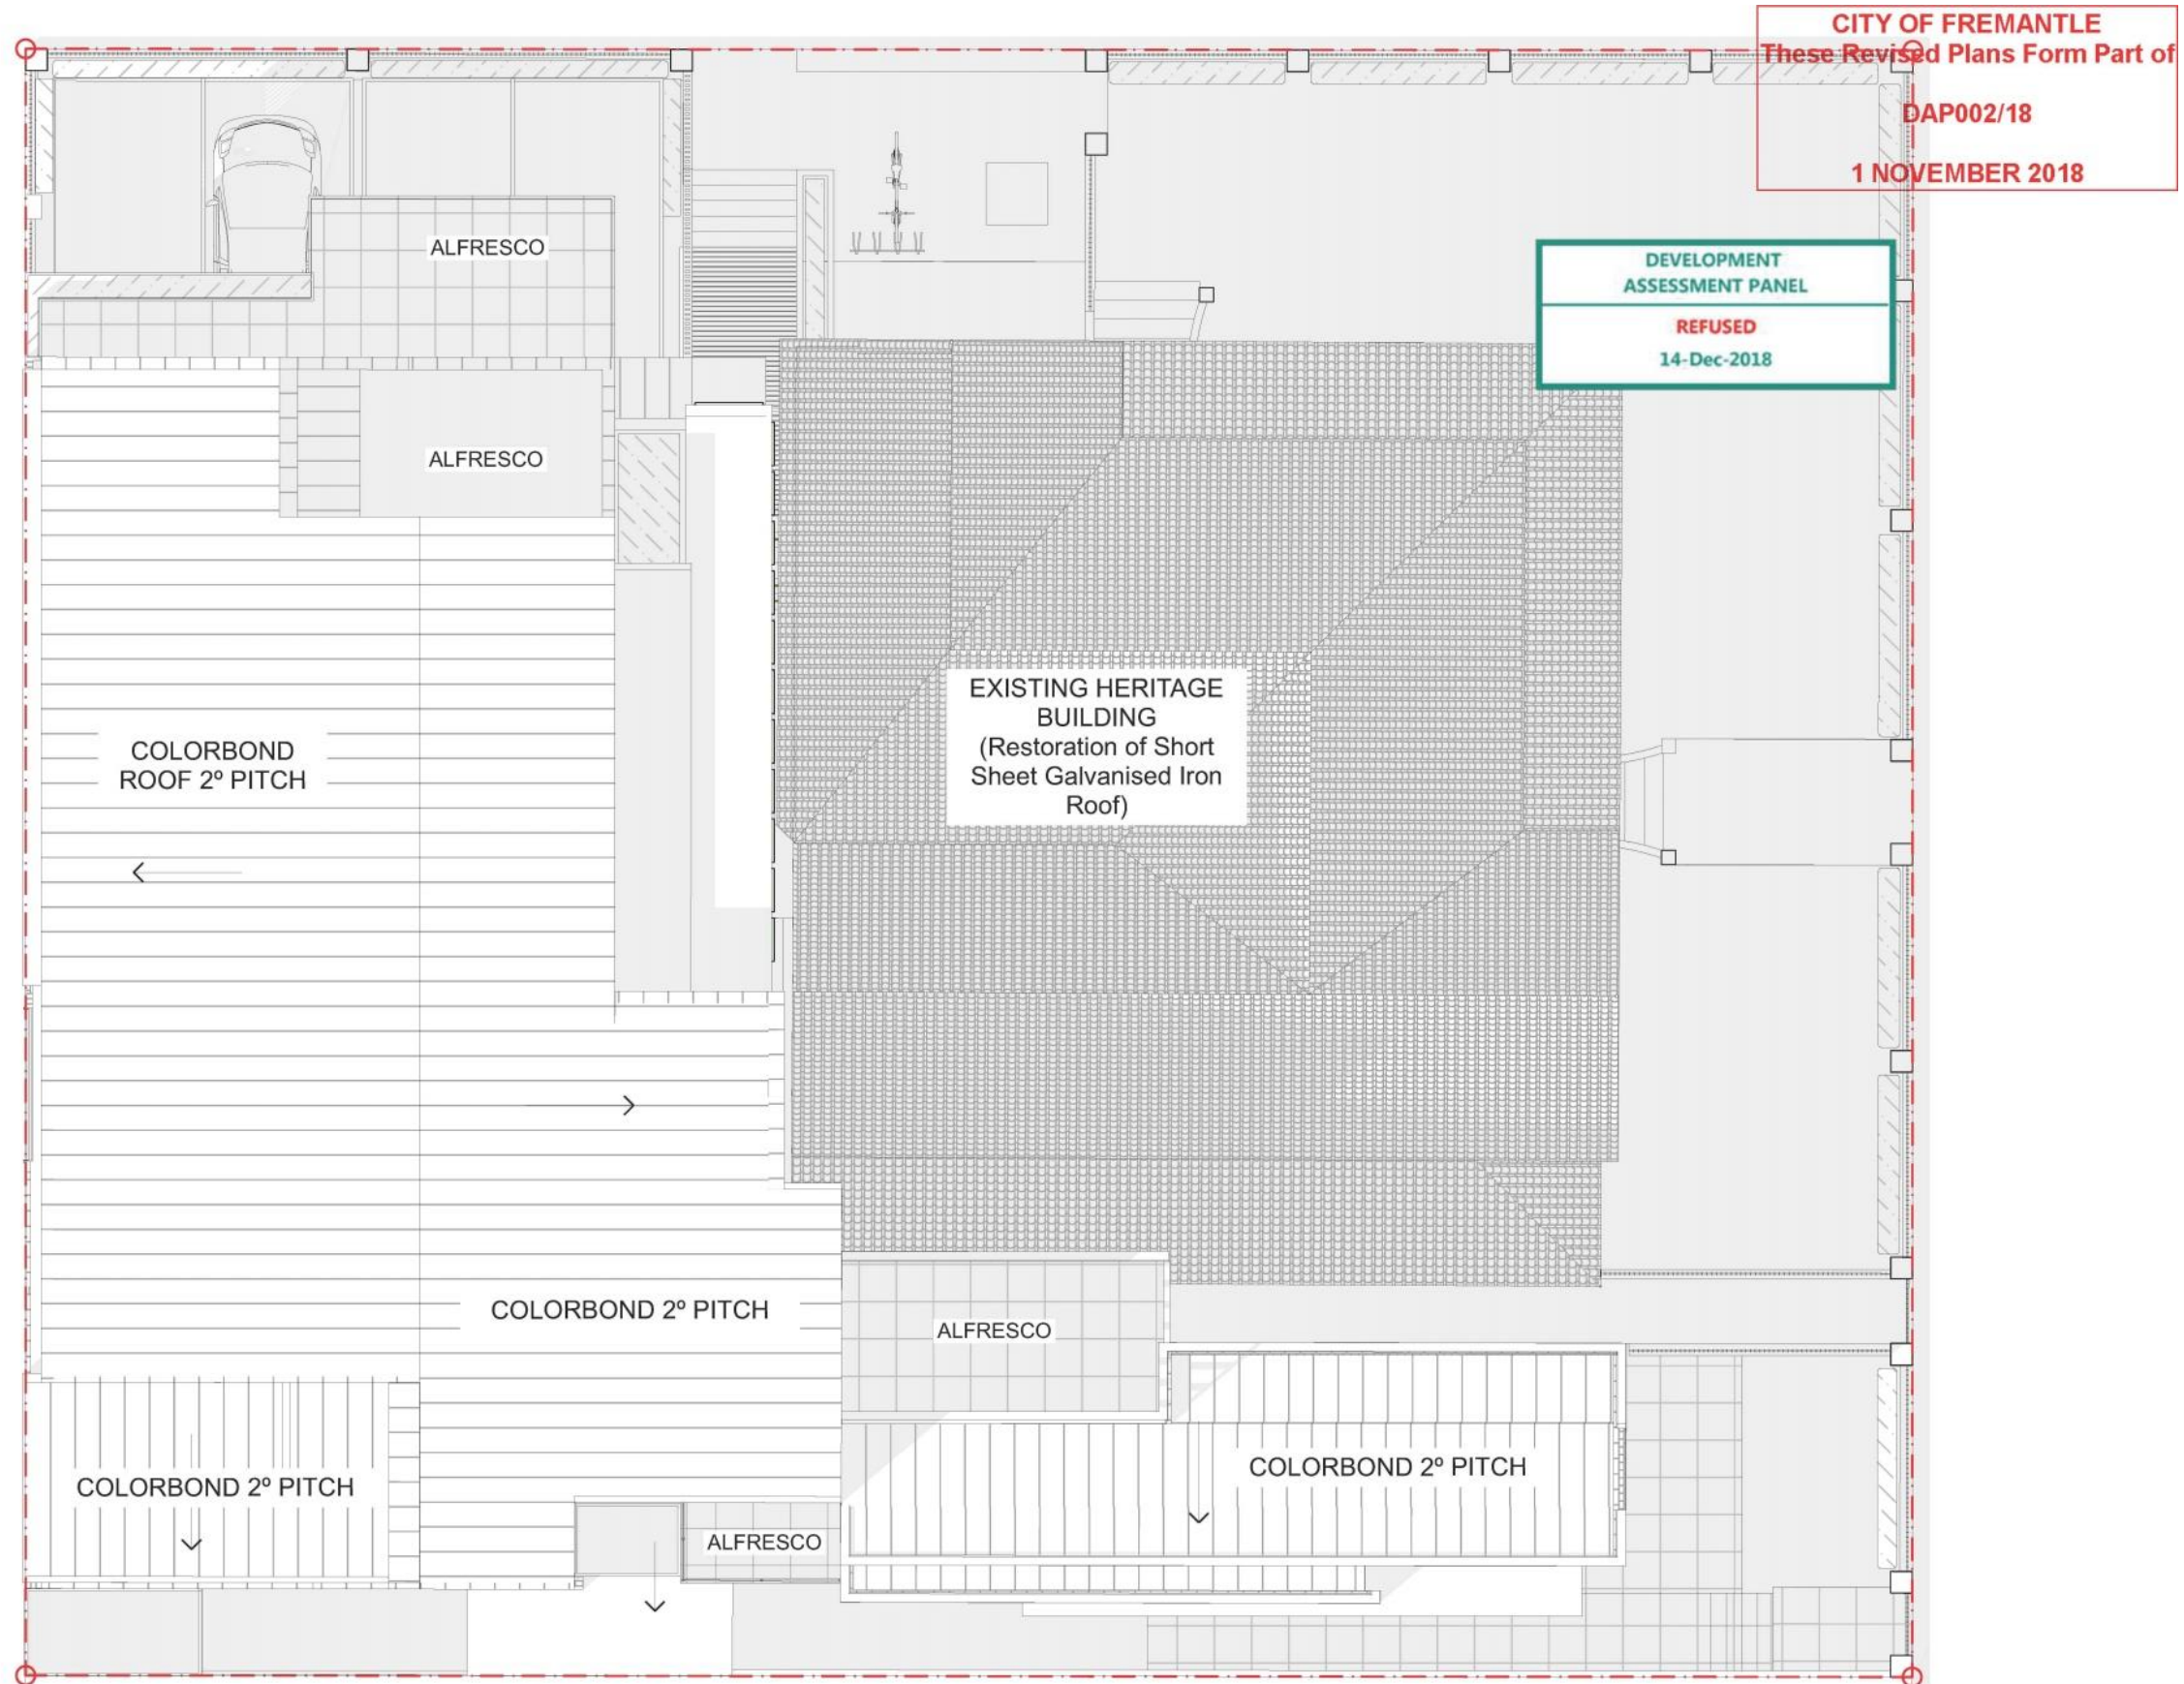 CITY OF FREMANTLE
These Revised Plans Form Part of
DAP002/18
1 NOVEMBER 2018
DEVELOPMENT
ASSESSMENT PANEL
REFUSED
14-Dec-2018
ALFRESCO
ALFRESCO
EXISTING HERITAGE
BUILDING
(Restoration of Short
Sheet Galvanised Iron
Roof)
COLORBOND
ROOF 2º PITCH
COLORBOND 2º PITCH
ALFRESCO
COLORBOND 2º PITCH
COLORBOND 2º PITCH
ALFRESCO